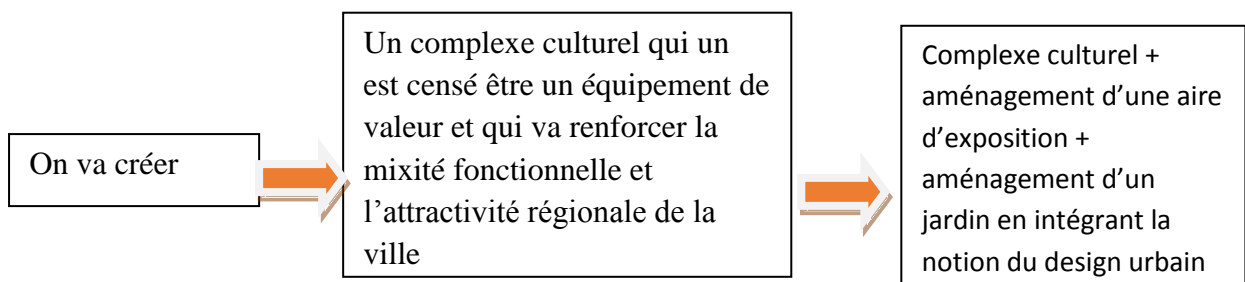 On va créer
Un complexe culturel qui un
est censé être un équipement de
valeur et qui va renforcer la
mixité fonctionnelle et
l’attractivité régionale de la
ville
Complexe culturel +
aménagement d’une aire
d’exposition +
aménagement d’un
jardin en intégrant la
notion du design urbain